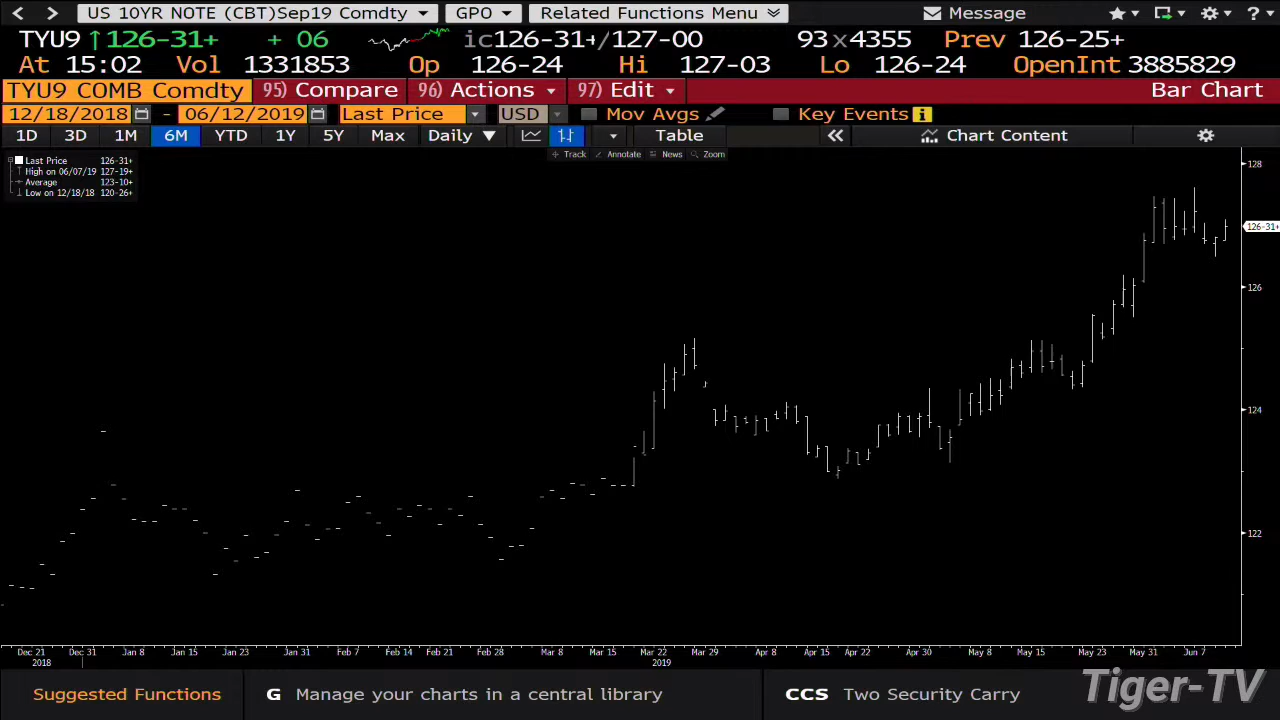 < > US 10YR NOTE (CBT)Sep19 Comdty GPO Related Functions Menu Message ?
TYU9 ↑126-31+ + 06 ic126-31+/127-00 93x4355 Prev 126-25+
At 15:02 Vol 1331853 Op 126-24 Hi 127-03 Lo 126-24 OpenInt 3885829
TYU9 COMB Comdty 95) Compare 96) Actions 97) Edit Bar Chart
12/18/2018 - 06/12/2019 Last Price USD Mov Avgs Key Events i
1D 3D 1M 6M YTD 1Y 5Y Max Daily ▼ Table « Chart Content
Track Annotate News Zoom
Last Price 126-31+
High on 06/07/19 127-19+
Average 123-10+
Low on 12/18/18 120-26+
128
126-31+
126
124
122
Dec 21 Dec 31 Jan 8 Jan 15 Jan 23 Jan 31 Feb 7 Feb 14 Feb 21 Feb 28 Mar 8 Mar 15 Mar 22 Mar 29 Apr 8 Apr 15 Apr 22 Apr 30 May 8 May 15 May 23 May 31 Jun 7
2018 2019
Suggested Functions G Manage your charts in a central library CCS Two Security Carry
Tiger-TV